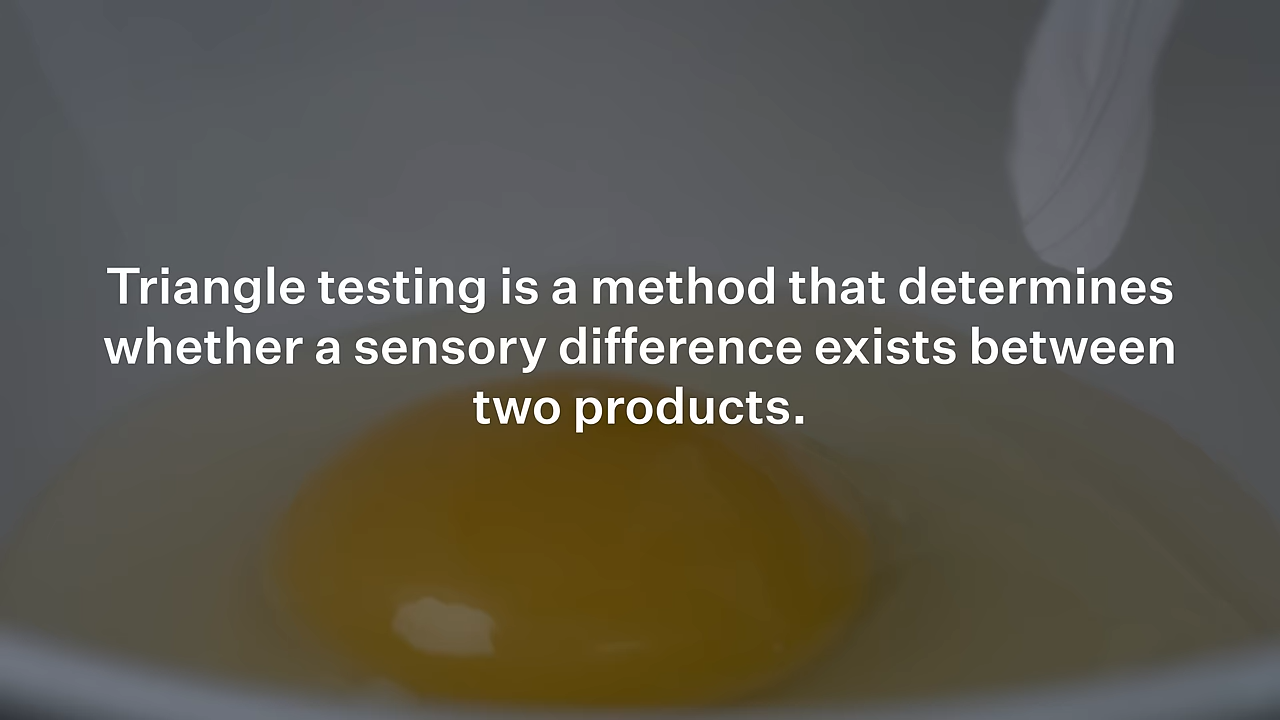 Triangle testing is a method that determines
whether a sensory difference exists between
two products.